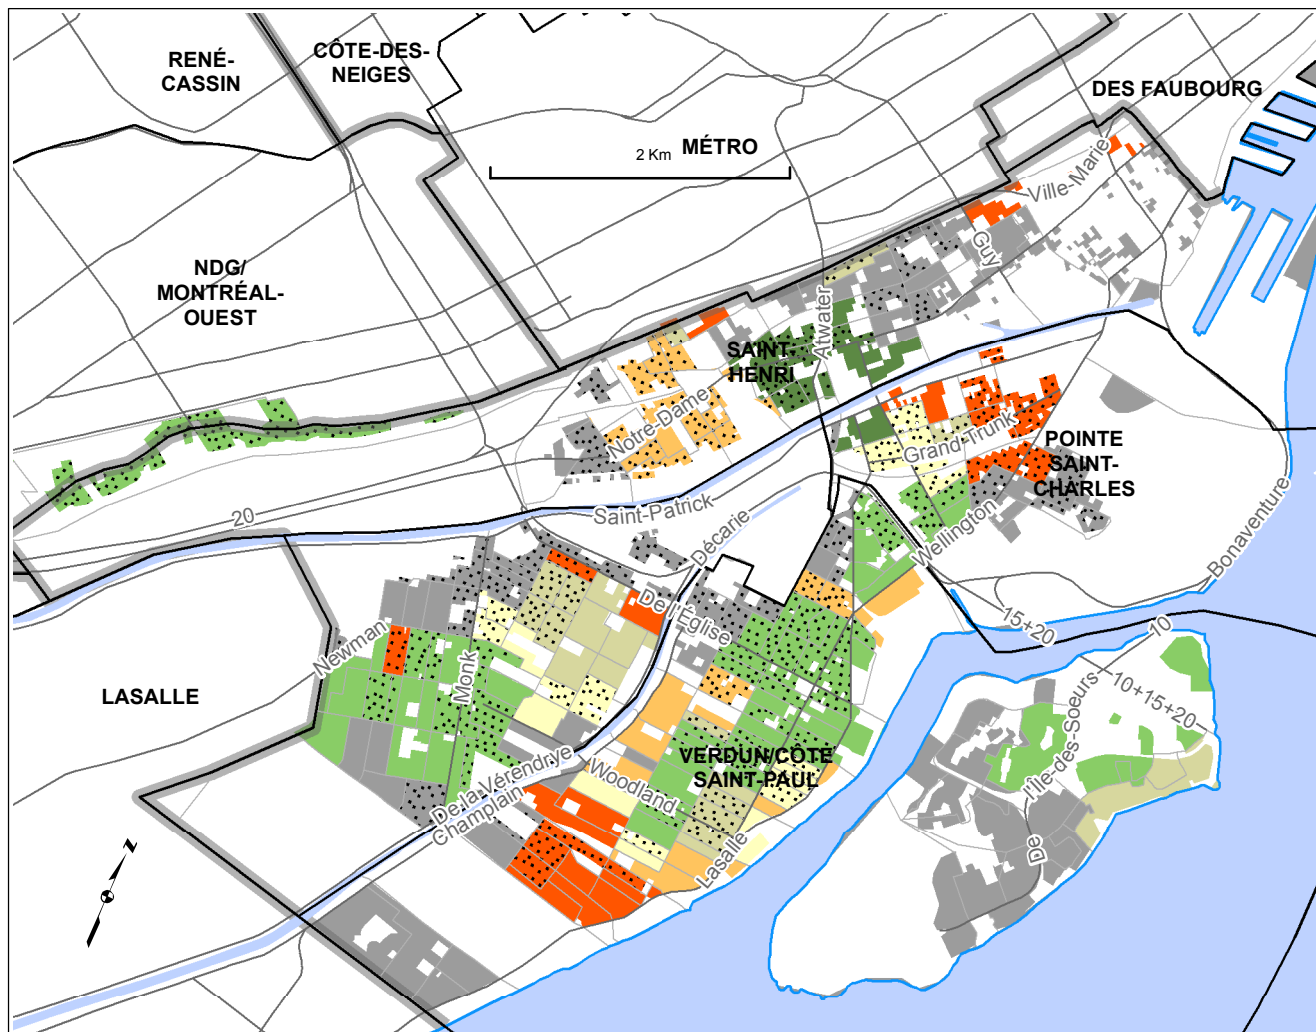 RENÉ-
CASSIN
CÔTE-DES-
NEIGES
DES FAUBOURG
2 Km
MÉTRO
Ville-Marie
Guy
NDG/
MONTRÉAL-
OUEST
Atwater
SAINT-
HENRI
Notre-Dame
Grand Trunk
POINTE
SAINT-
CHARLES
20
Saint-Patrick
Décarie
Wellington
Bonaventure
De l'Église
15+20
10
Newman
Monk
LASALLE
10+15+20
De l'Île-des-Soeurs
VERDUN/CÔTE
SAINT-PAUL
De la Vérendrye
Champlain
Woodland
Lasalle
N